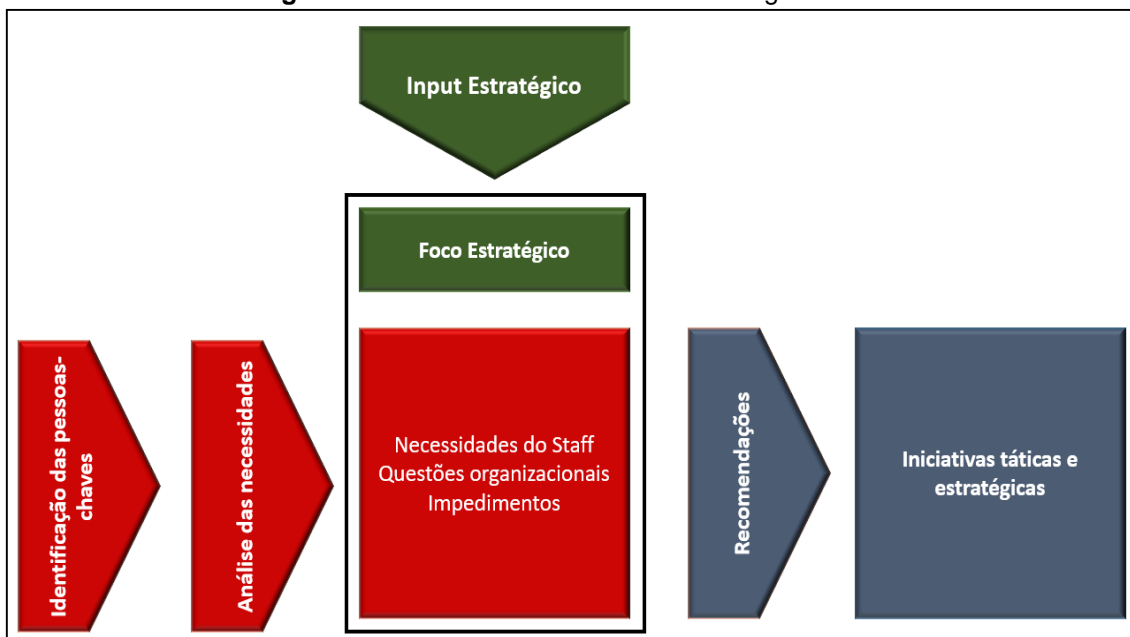 Input Estratégico
Foco Estratégico
Identificação das pessoas-
chaves
Análise das necessidades
Necessidades do Staff
Questões organizacionais
Impedimentos
Recomendações
Iniciativas táticas e
estratégicas